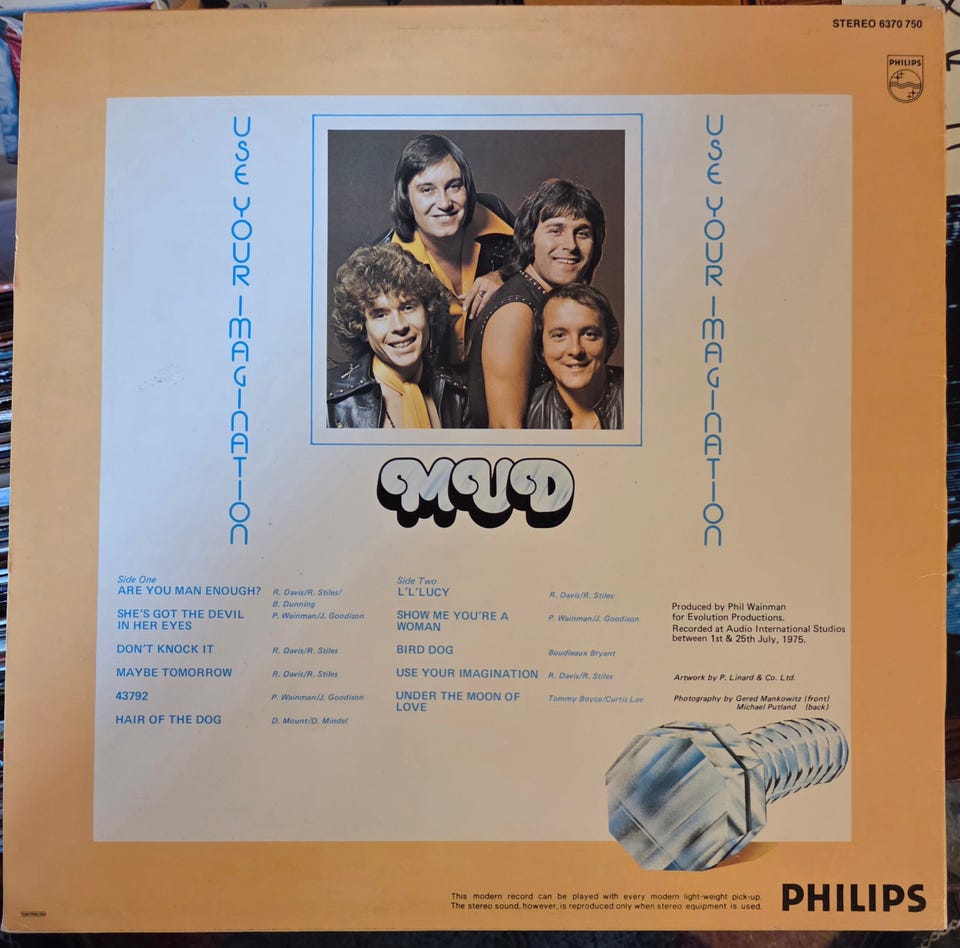 STEREO 6370 750
PHILIPS
USE YOUR IMAGINATION
USE YOUR IMAGINATION
MUD
Side One
ARE YOU MAN ENOUGH? R. Davis/R. Stiles/
B. Dunning
SHE'S GOT THE DEVIL P. Wainman/J. Goodison
IN HER EYES
DON'T KNOCK IT R. Davis/R. Stiles
MAYBE TOMORROW R. Davis/R. Stiles
43792 P. Wainman/J. Goodison
HAIR OF THE DOG D. Mount/D. Mindel
Side Two
L'L'LUCY R. Davis/R. Stiles
SHOW ME YOU'RE A P. Wainman/J. Goodison
WOMAN
BIRD DOG Boudleaux Bryant
USE YOUR IMAGINATION R. Davis/R. Stiles
UNDER THE MOON OF Tommy Boyce/Curtis Lee
LOVE
Produced by Phil Wainman
for Evolution Productions.
Recorded at Audio International Studios
between 1st & 25th July, 1975.
Artwork by P. Linard & Co. Ltd.
Photography by Gered Mankowitz (front)
Michael Putland (back)
This modern record can be played with every modern light-weight pick-up.
The stereo sound, however, is reproduced only when stereo equipment is used.
PHILIPS